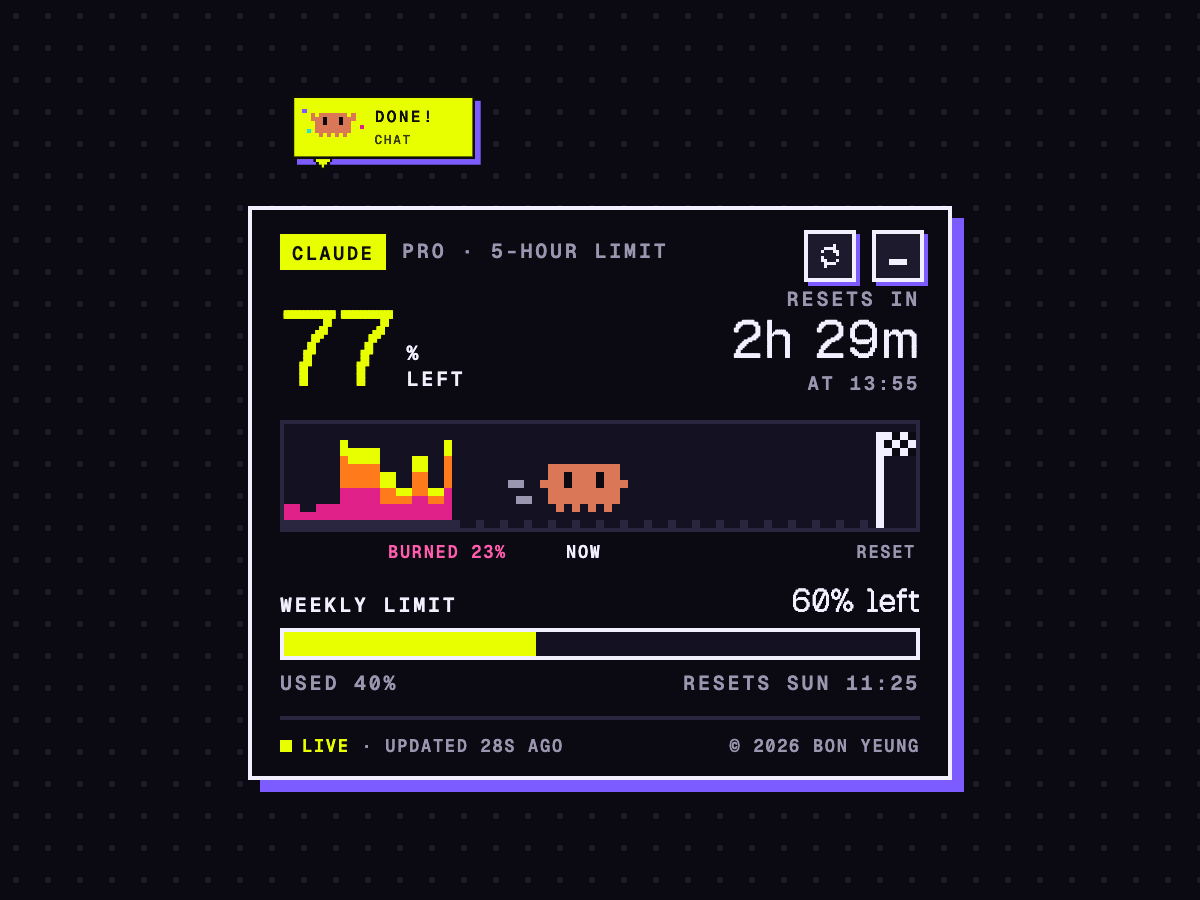 DONE!
CHAT
CLAUDE PRO · 5-HOUR LIMIT
RESETS IN
77 % LEFT
2h 29m
AT 13:55
BURNED 23% NOW RESET
WEEKLY LIMIT 60% left
USED 40% RESETS SUN 11:25
LIVE · UPDATED 28S AGO © 2026 BON YEUNG